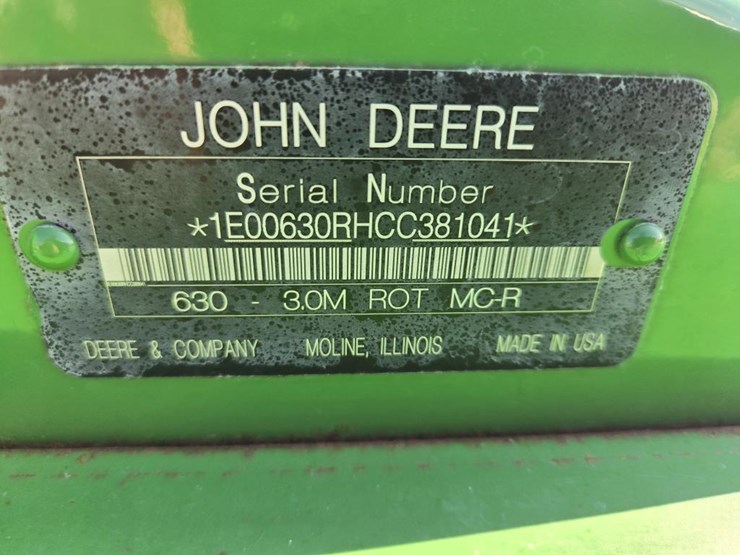 JOHN DEERE
Serial Number
*1E00630RHCC381041*
630 - 3.0M ROT MC-R
DEERE & COMPANY MOLINE, ILLINOIS MADE IN USA